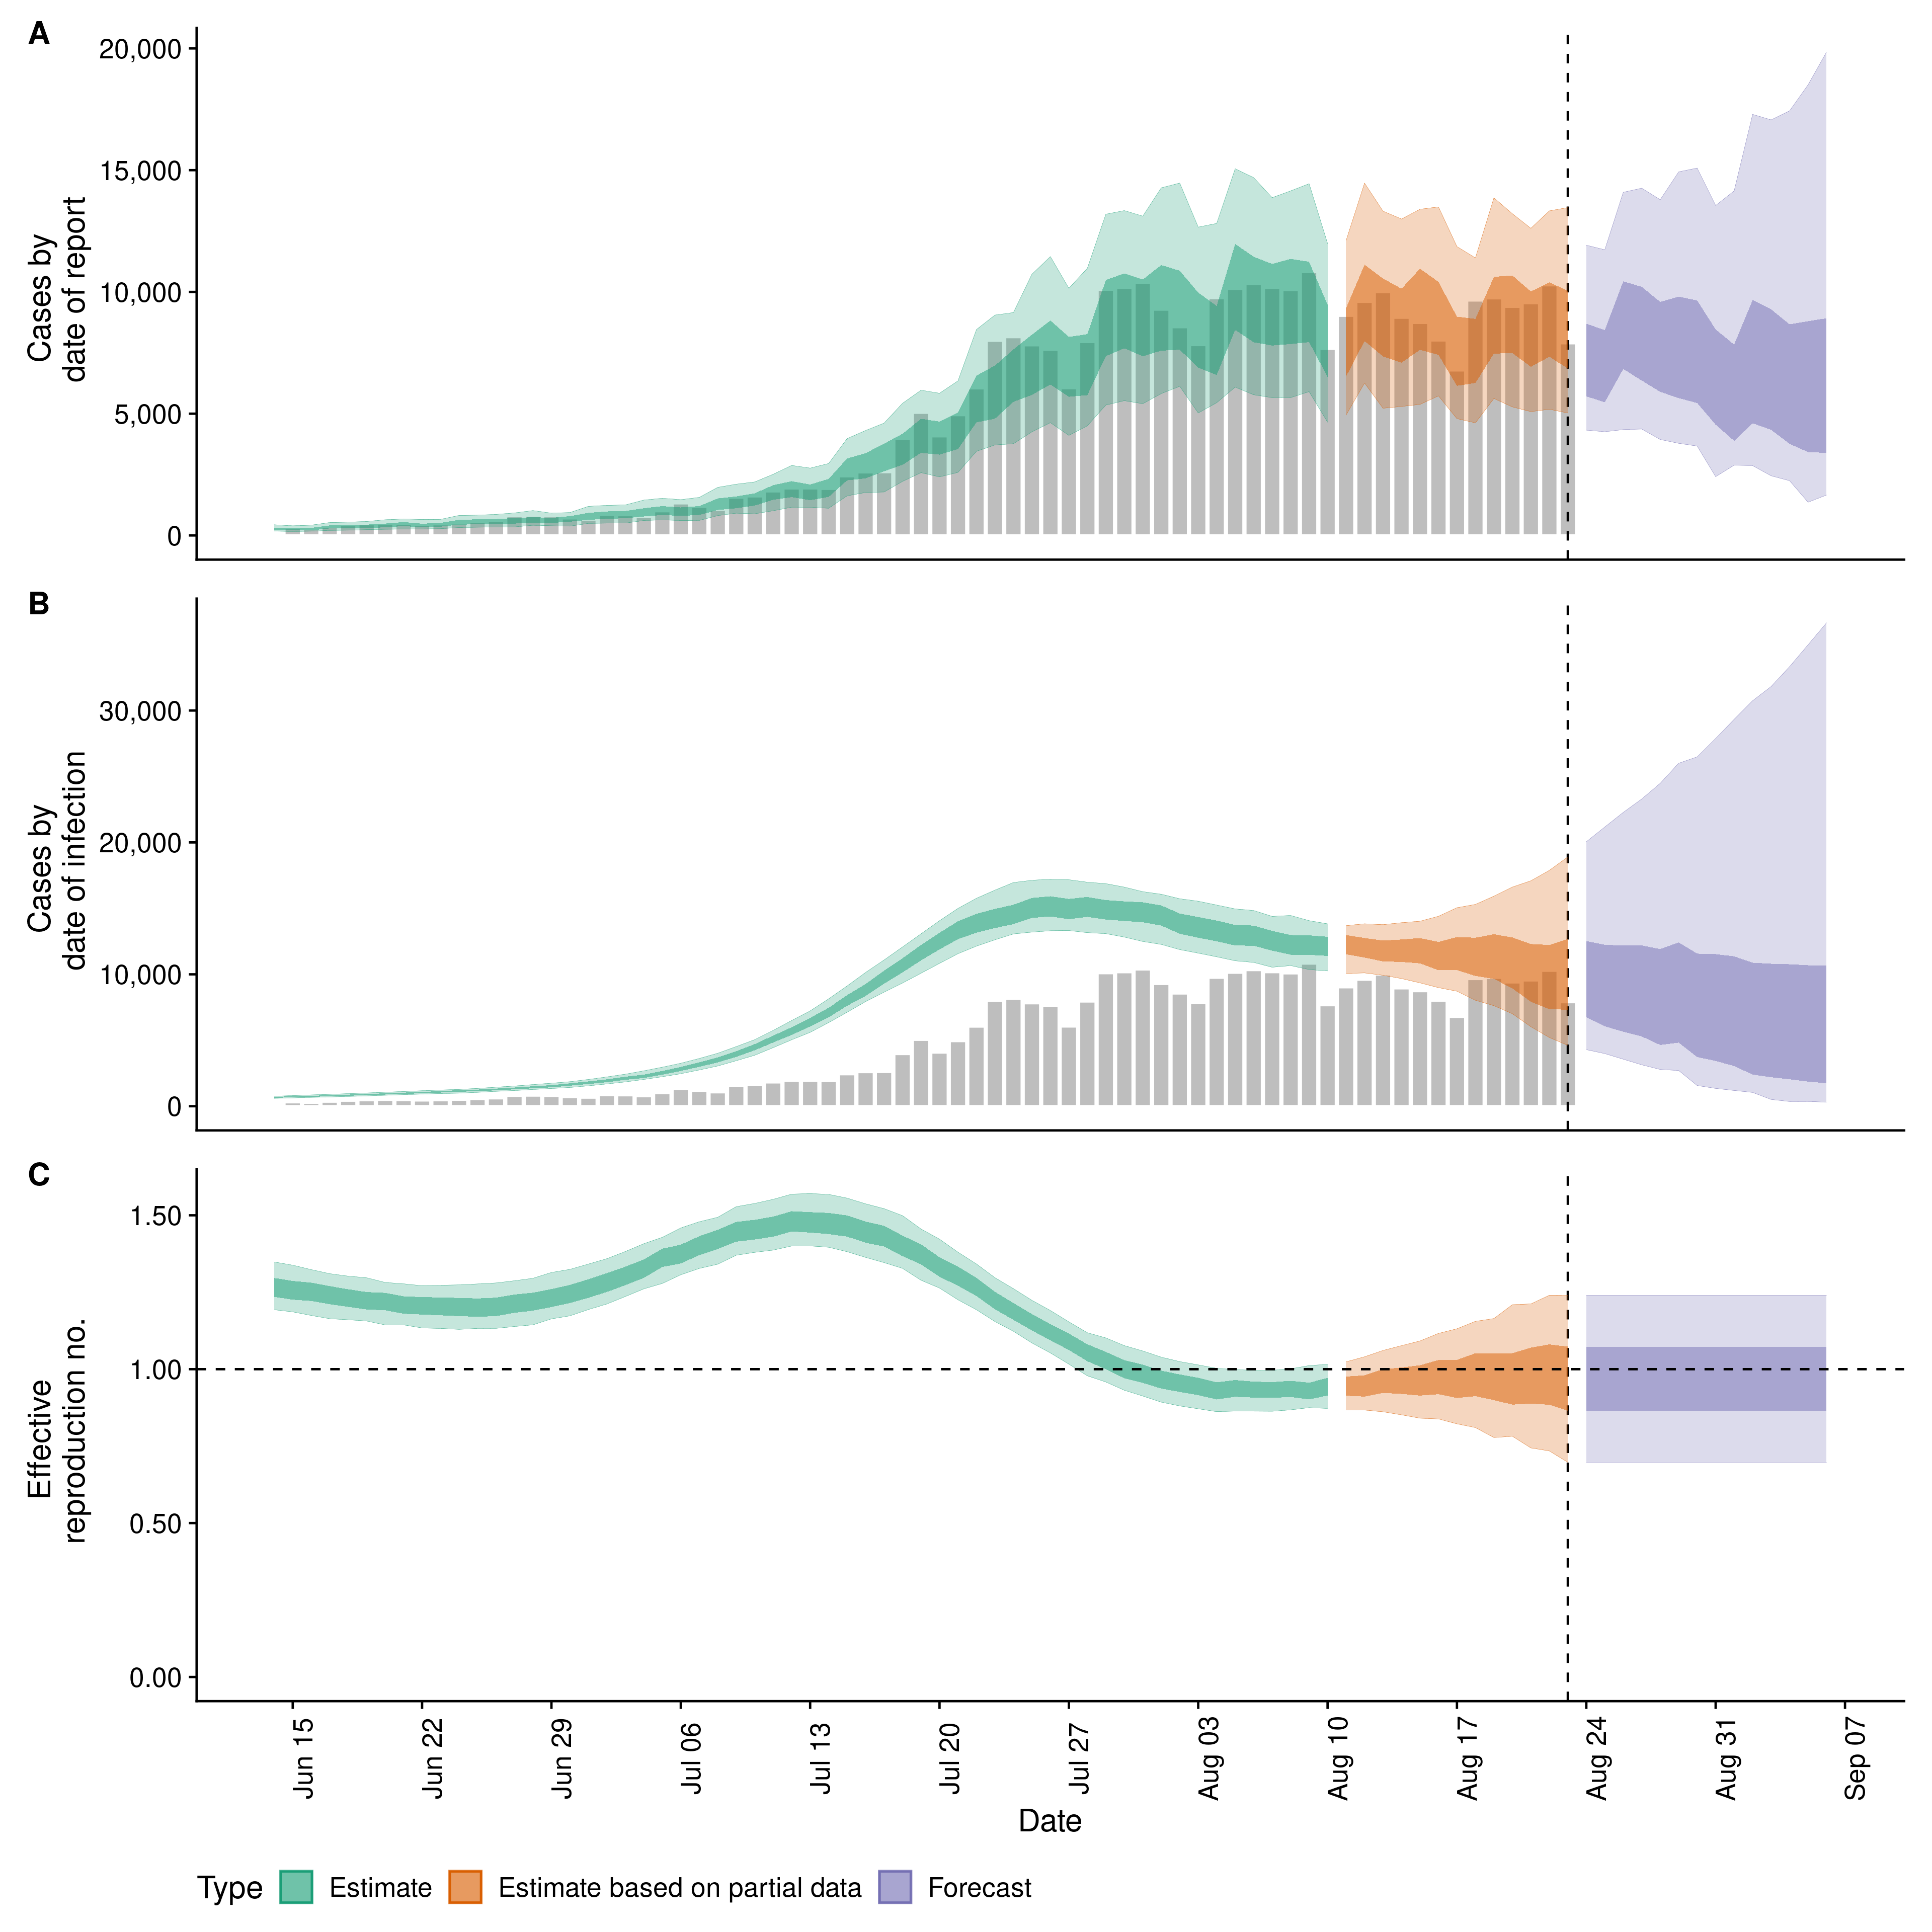 A
20,000
15,000
10,000
5,000
0
Cases by
date of report
B
30,000
20,000
10,000
0
Cases by
date of infection
C
1.50
1.00
0.50
0.00
Effective
reproduction no.
Jun 15
Jun 22
Jun 29
Jul 06
Jul 13
Jul 20
Jul 27
Aug 03
Aug 10
Aug 17
Aug 24
Aug 31
Sep 07
Date
Type Estimate Estimate based on partial data Forecast